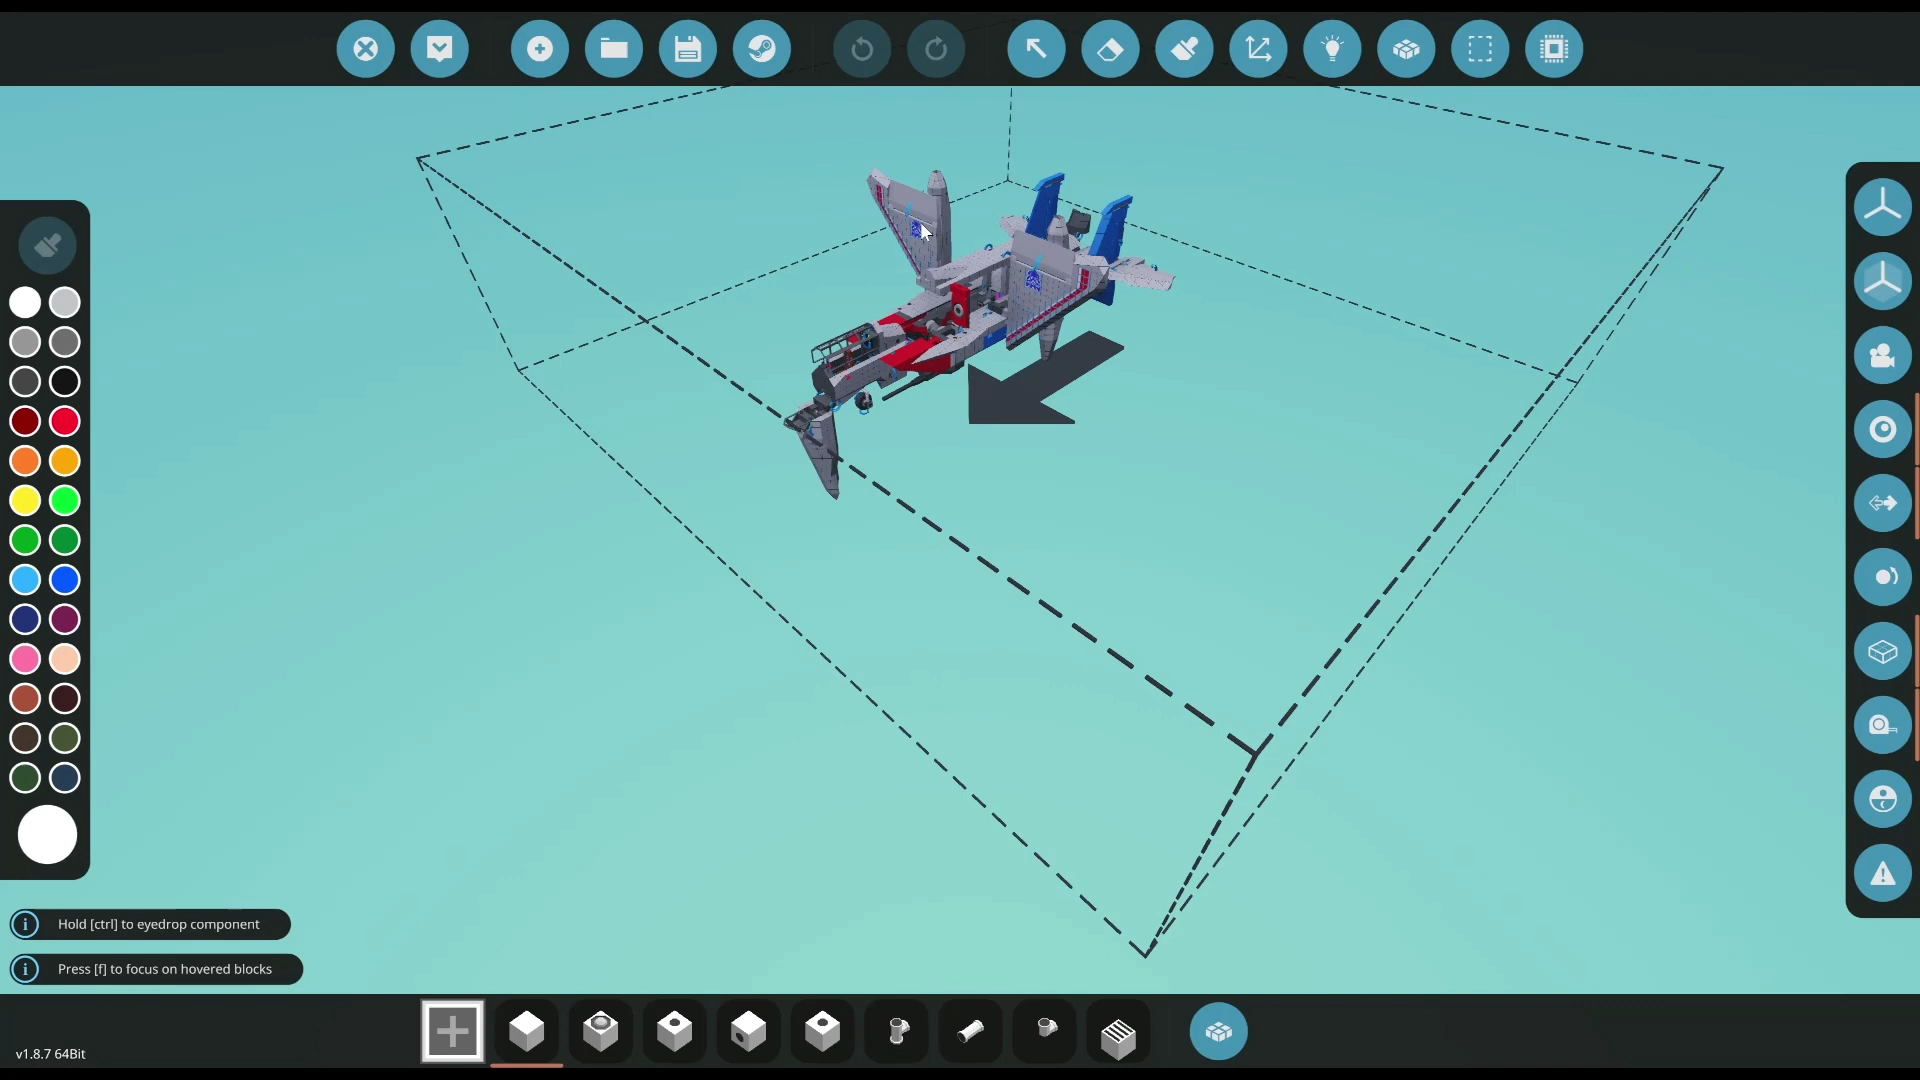 Hold [ctrl] to eyedrop component
Press [f] to focus on hovered blocks
v1.8.7 64Bit